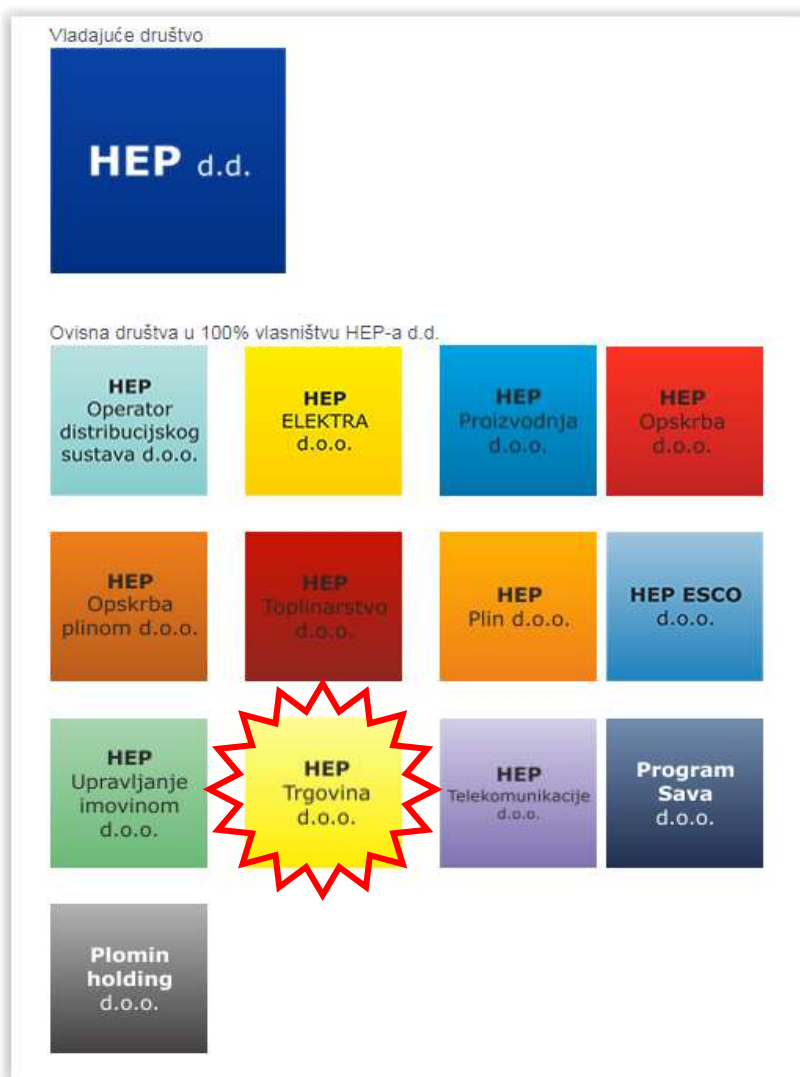 Vladajuće društvo
HEP d.d.
Ovisna društva u 100% vlasništvu HEP-a d.d.
HEP
Operator
distribucijskog
sustava d.o.o.
HEP
ELEKTRA
d.o.o.
HEP
Proizvodnja
d.o.o.
HEP
Opskrba
d.o.o.
HEP
Opskrba
plinom d.o.o.
HEP
Toplinarstvo
d.o.o.
HEP
Plin d.o.o.
HEP ESCO
d.o.o.
HEP
Upravljanje
imovinom
d.o.o.
HEP
Trgovina
d.o.o.
HEP
Telekomunikacije
d.o.o.
Program
Sava
d.o.o.
Plomin
holding
d.o.o.